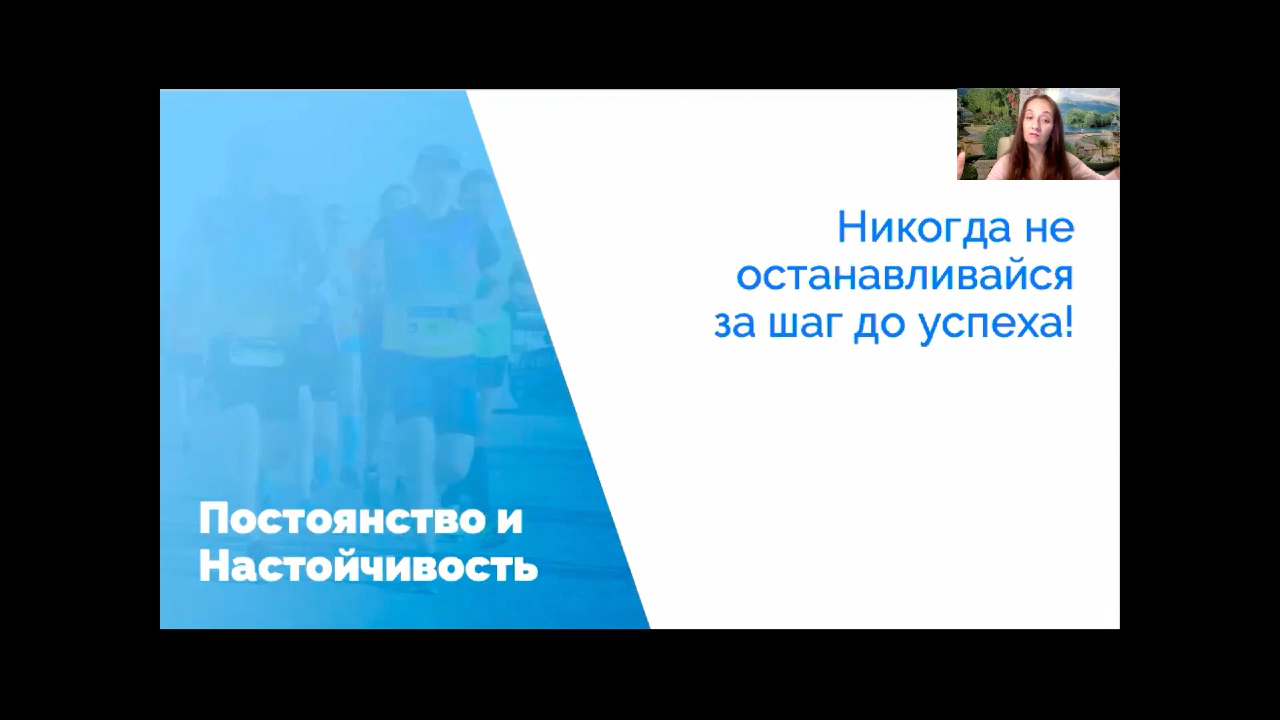 Никогда не
останавливайся
за шаг до успеха!
Постоянство и
Настойчивость